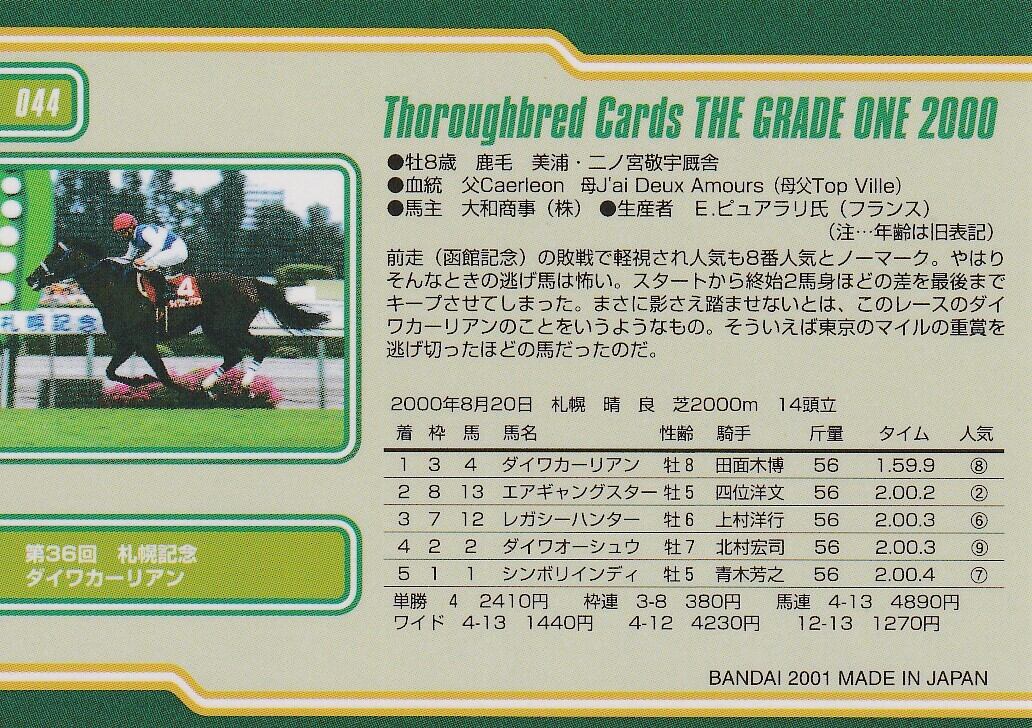 044
Thoroughbred Cards THE GRADE ONE 2000
●牡8歳　鹿毛　美浦・二ノ宮敬宇厩舎
●血統　父Caerleon　母J'ai Deux Amours（母父Top Ville）
●馬主　大和商事（株）　●生産者　E.ピュアラリ氏（フランス）
（注…年齢は旧表記）
前走（函館記念）の敗戦で軽視され人気も8番人気とノーマーク。やはり
そんなときの逃げ馬は怖い。スタートから終始2馬身ほどの差を最後まで
キープさせてしまった。まさに影さえ踏ませないとは、このレースのダイ
ワカーリアンのことをいうようなもの。そういえば東京のマイルの重賞を
逃げ切ったほどの馬だったのだ。
4
札幌記念
2000年8月20日　札幌　晴　良　芝2000m　14頭立
着　枠　馬　馬名　性齢　騎手　斤量　タイム　人気
1　3　4　ダイワカーリアン　牡8　田面木博　56　1.59.9　⑧
2　8　13　エアギャングスター　牡5　四位洋文　56　2.00.2　②
3　7　12　レガシーハンター　牡6　上村洋行　56　2.00.3　⑥
4　2　2　ダイワオーシュウ　牡7　北村宏司　56　2.00.3　⑨
5　1　1　シンボリインディ　牡5　青木芳之　56　2.00.4　⑦
単勝　4　2410円　枠連　3-8　380円　馬連　4-13　4890円
ワイド　4-13　1440円　4-12　4230円　12-13　1270円
第36回　札幌記念
ダイワカーリアン
BANDAI 2001 MADE IN JAPAN